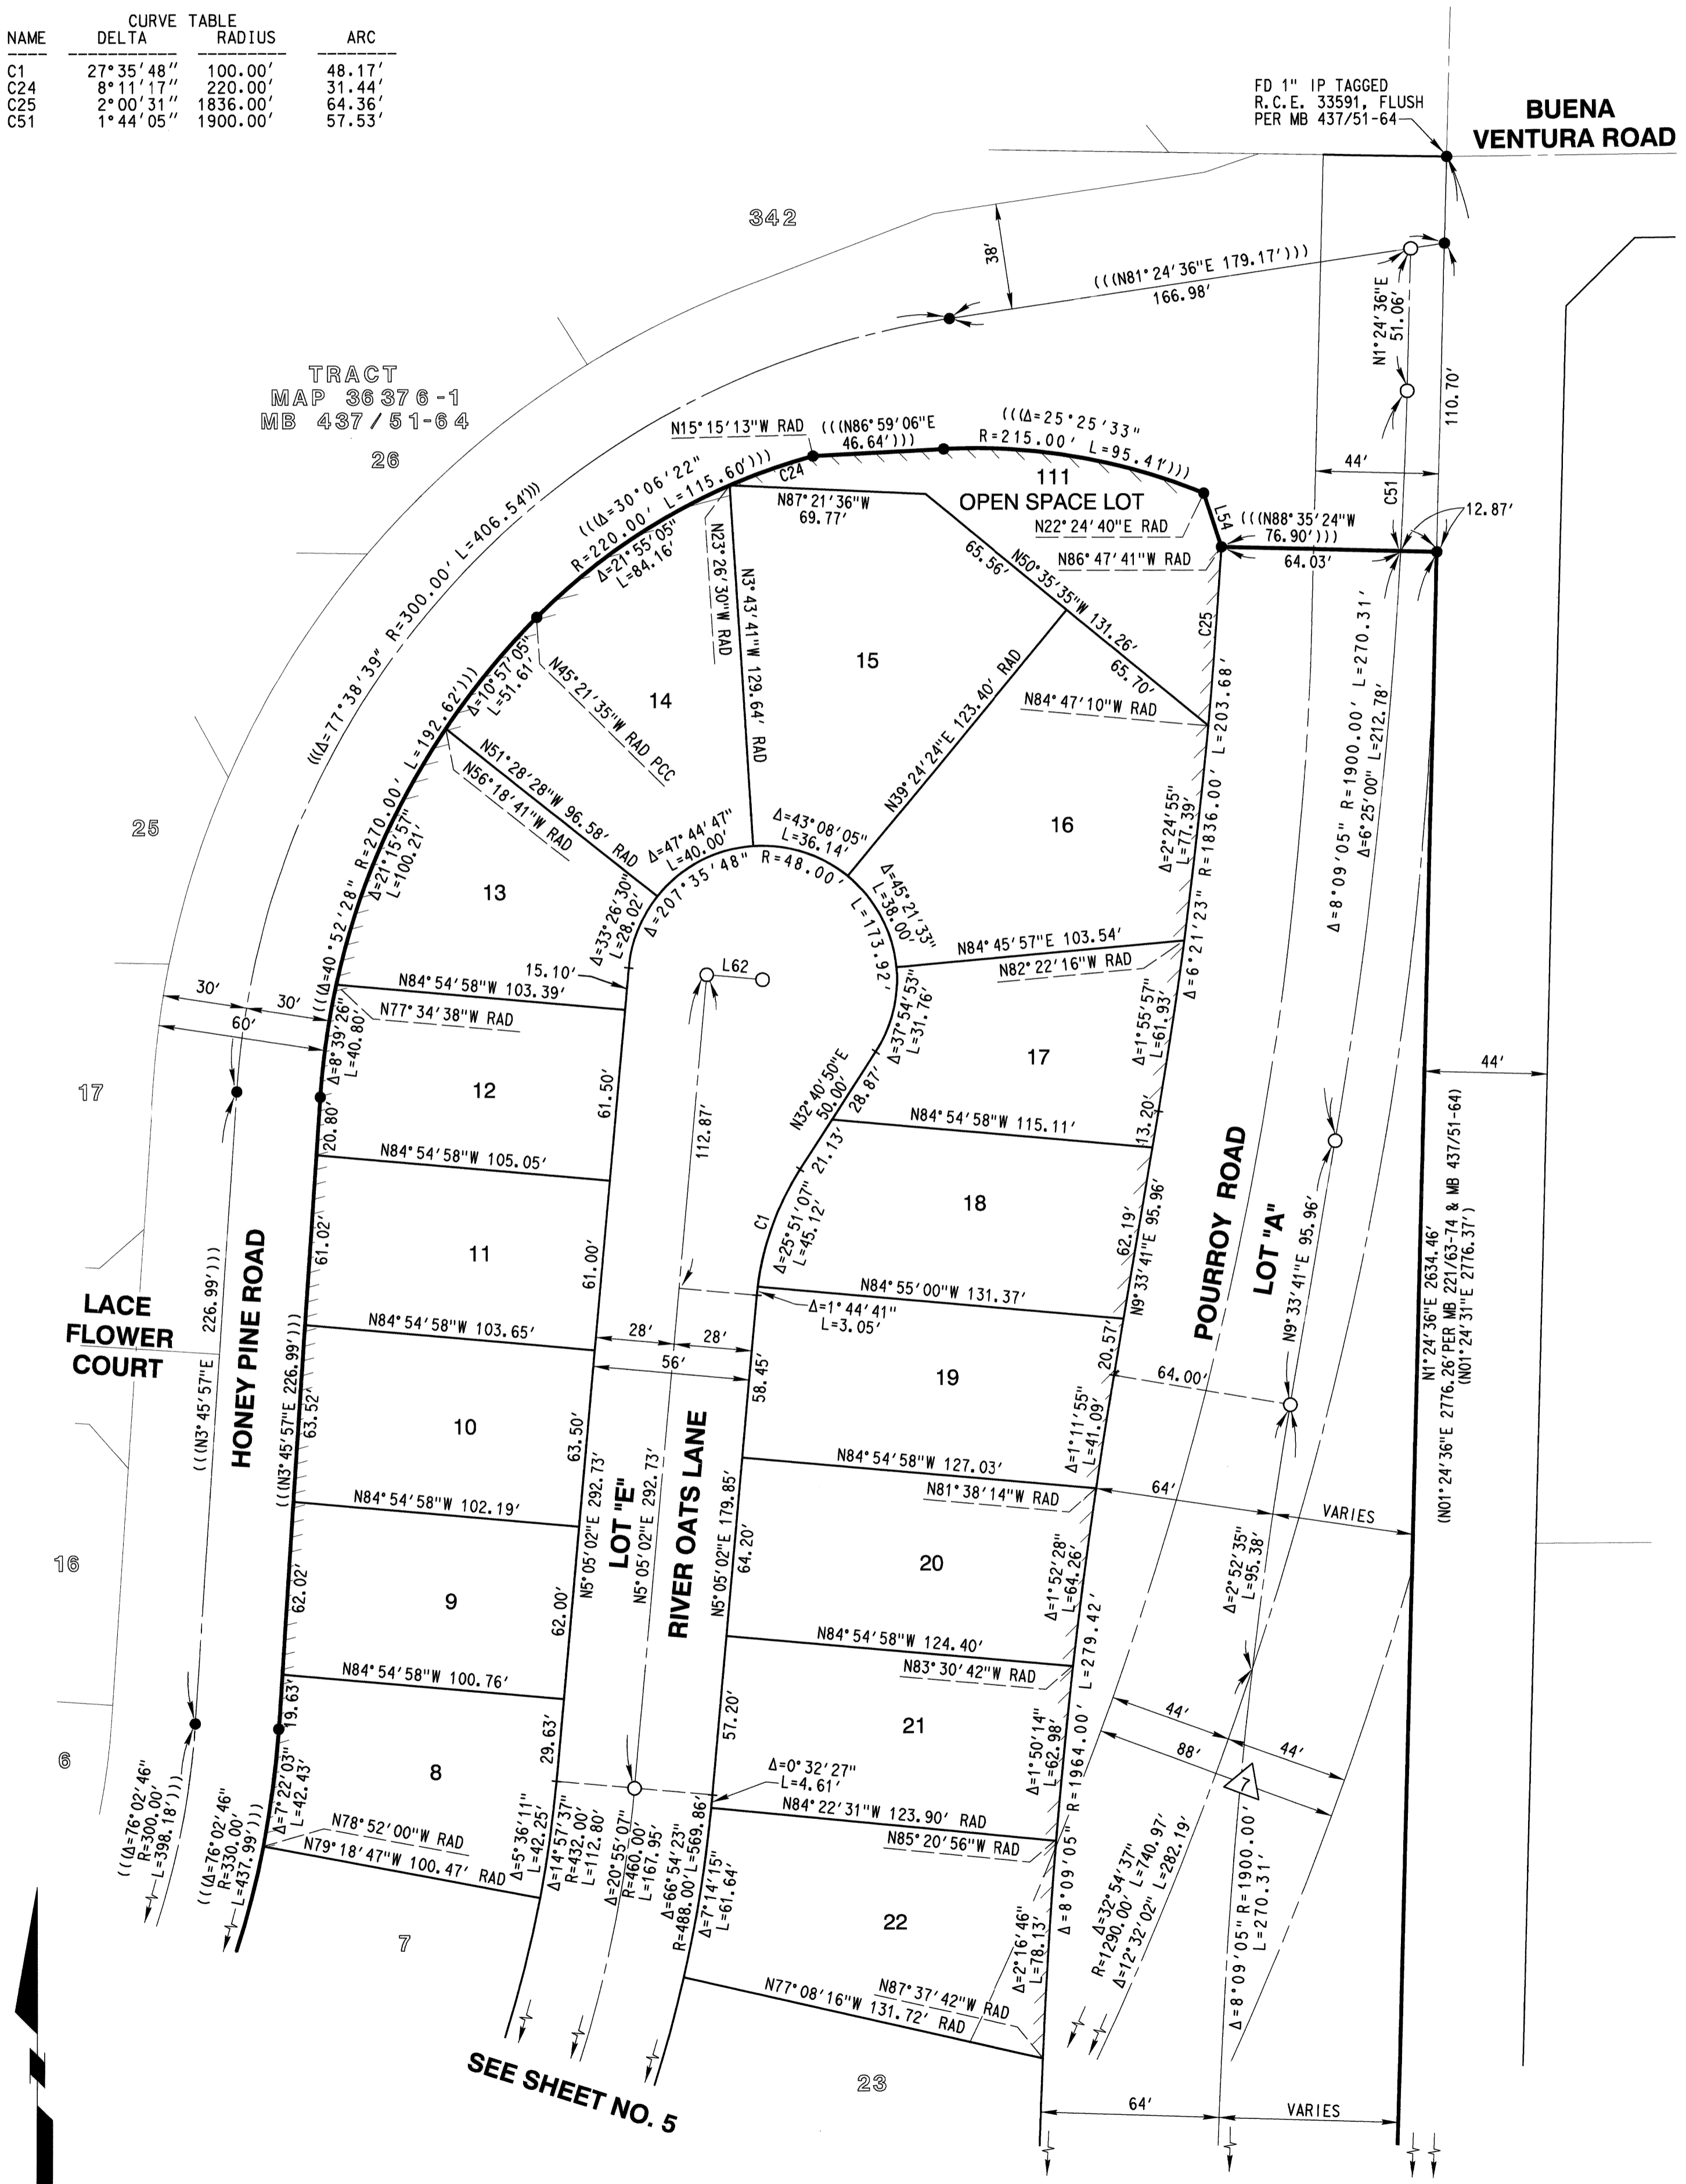 CURVE TABLE
NAME DELTA RADIUS ARC
C1 27°35'48" 100.00' 48.17'
C24 8°11'17" 220.00' 31.44'
C25 2°00'31" 1836.00' 64.36'
C51 1°44'05" 1900.00' 57.53'
FD 1" IP TAGGED
R.C.E. 33591, FLUSH
PER MB 437/51-64
BUENA
VENTURA ROAD
342
38'
(((N81°24'36"E 179.17')))
166.98'
N1°24'36"E
51.06'
110.70'
TRACT
MAP 36376-1
MB 437/51-64
26
N15°15'13"W RAD
(((N86°59'06"E
46.64')))
(((Δ=25°25'33"
R=215.00' L=95.41')))
44'
C51
12.87'
C24
111
OPEN SPACE LOT
N87°21'36"W
69.77'
N22°24'40"E RAD
L54
(((N88°35'24"W
76.90')))
64.03'
N86°47'41"W RAD
(((Δ=30°06'22"
R=220.00' L=115.60')))
Δ=21°55'05"
L=84.16'
N23°26'30"W RAD
N3°43'41"W 129.64' RAD
65.56'
N50°35'35"W 131.26'
65.70'
C25
(((Δ=77°38'39" R=300.00' L=406.54')))
Δ=10°57'05"
L=51.61'
N45°21'35"W RAD PCC
14
15
N39°24'24"E 123.40' RAD
N84°47'10"W RAD
Δ=8°09'05" R=1900.00' L=270.31'
Δ=6°25'00" L=212.78'
N51°28'28"W 96.58' RAD
N56°18'41"W RAD
25
(((Δ=40°52'28" R=270.00' L=192.62')))
Δ=21°15'57"
L=100.21'
13
Δ=47°44'47"
L=40.00'
Δ=43°08'05"
L=36.14'
Δ=207°35'48" R=48.00' L=173.92'
Δ=33°26'30"
L=28.02'
Δ=45°21'33"
L=38.00'
16
Δ=2°24'55"
L=77.39'
Δ=6°21'23" R=1836.00' L=203.68'
15.10'
L62
N84°45'57"E 103.54'
N82°22'16"W RAD
N84°54'58"W 103.39'
N77°34'38"W RAD
30'
30'
60'
Δ=8°39'26"
L=40.80'
17
12
61.50'
20.80'
112.87'
Δ=37°54'53"
L=31.76'
N32°40'50"E
50.00'
28.87'
17
Δ=1°55'57"
L=61.93'
13.20'
44'
N84°54'58"W 115.11'
N84°54'58"W 105.05'
21.13'
C1
Δ=25°51'07"
L=45.12'
18
62.19'
N9°33'41"E 95.96'
POURROY ROAD
LOT "A"
N9°33'41"E 95.96'
N1°24'36"E 2634.46'
(N01°24'36"E 2776.26'PER MB 221/63-74 & MB 437/51-64)
(N01°24'31"E 2776.37')
61.02'
11
61.00'
N84°55'00"W 131.37'
Δ=1°44'41"
L=3.05'
LACE
FLOWER
COURT
HONEY PINE ROAD
(((N3°45'57"E 226.99')))
(((N3°45'57"E 226.99')))
N84°54'58"W 103.65'
28'
28'
56'
58.45'
19
20.57'
64.00'
Δ=1°11'55"
L=41.09'
63.52'
10
63.50'
N84°54'58"W 127.03'
N81°38'14"W RAD
64'
VARIES
N84°54'58"W 102.19'
N5°05'02"E 292.73'
LOT "E"
N5°05'02"E 292.73'
RIVER OATS LANE
N5°05'02"E 179.85'
64.20'
20
Δ=1°52'28"
L=64.26'
Δ=2°52'35"
L=95.38'
16
62.02'
9
62.00'
N84°54'58"W 124.40'
N83°30'42"W RAD
N84°54'58"W 100.76'
19.63'
57.20'
21
Δ=1°50'14"
L=62.98'
Δ=8°09'05" R=1964.00' L=279.42'
44'
44'
88'
7
6
8
29.63'
Δ=0°32'27"
L=4.61'
N84°22'31"W 123.90' RAD
N85°20'56"W RAD
(((Δ=76°02'46"
R=300.00'
L=398.18')))
(((Δ=76°02'46"
R=330.00'
L=437.99')))
Δ=7°22'03"
L=42.43'
N78°52'00"W RAD
N79°18'47"W 100.47' RAD
Δ=5°36'11"
L=42.25'
Δ=14°57'37"
R=432.00'
L=112.80'
Δ=20°55'07"
R=460.00'
L=167.95'
Δ=66°54'23"
R=488.00' L=569.86'
Δ=7°14'15"
L=61.64'
22
Δ=2°16'46"
L=78.13'
Δ=32°54'37"
R=1290.00' L=740.97'
Δ=12°32'02" L=282.19'
Δ=8°09'05" R=1900.00'
L=270.31'
7
N87°37'42"W RAD
N77°08'16"W 131.72' RAD
SEE SHEET NO. 5
23
64'
VARIES